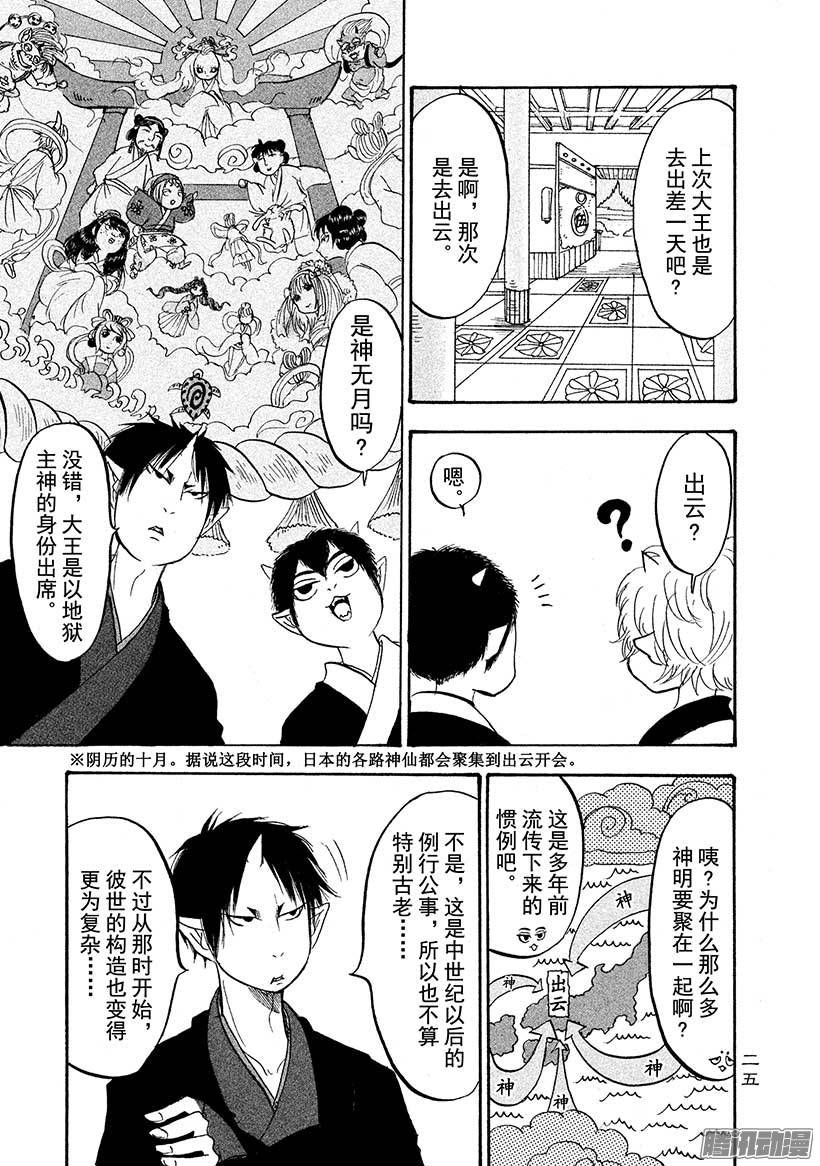 上次大王也是
去出差一天吧？
是啊，那次
是去出云。
伍
出云？
嗯。
是神无月吗？
没错，大王是以地狱
主神的身份出席。
※阴历的十月。据说这段时间，日本的各路神仙都会聚集到出云开会。
咦？为什么那么多
神明要聚在一起啊？
这是多年前
流传下来的
惯例吧。
神
神
出云
神
神
不是，这是中世纪以后的
例行公事，所以也不算
特别古老……
不过从那时开始，
彼世的构造也变得
更为复杂……
二五
腾讯动漫